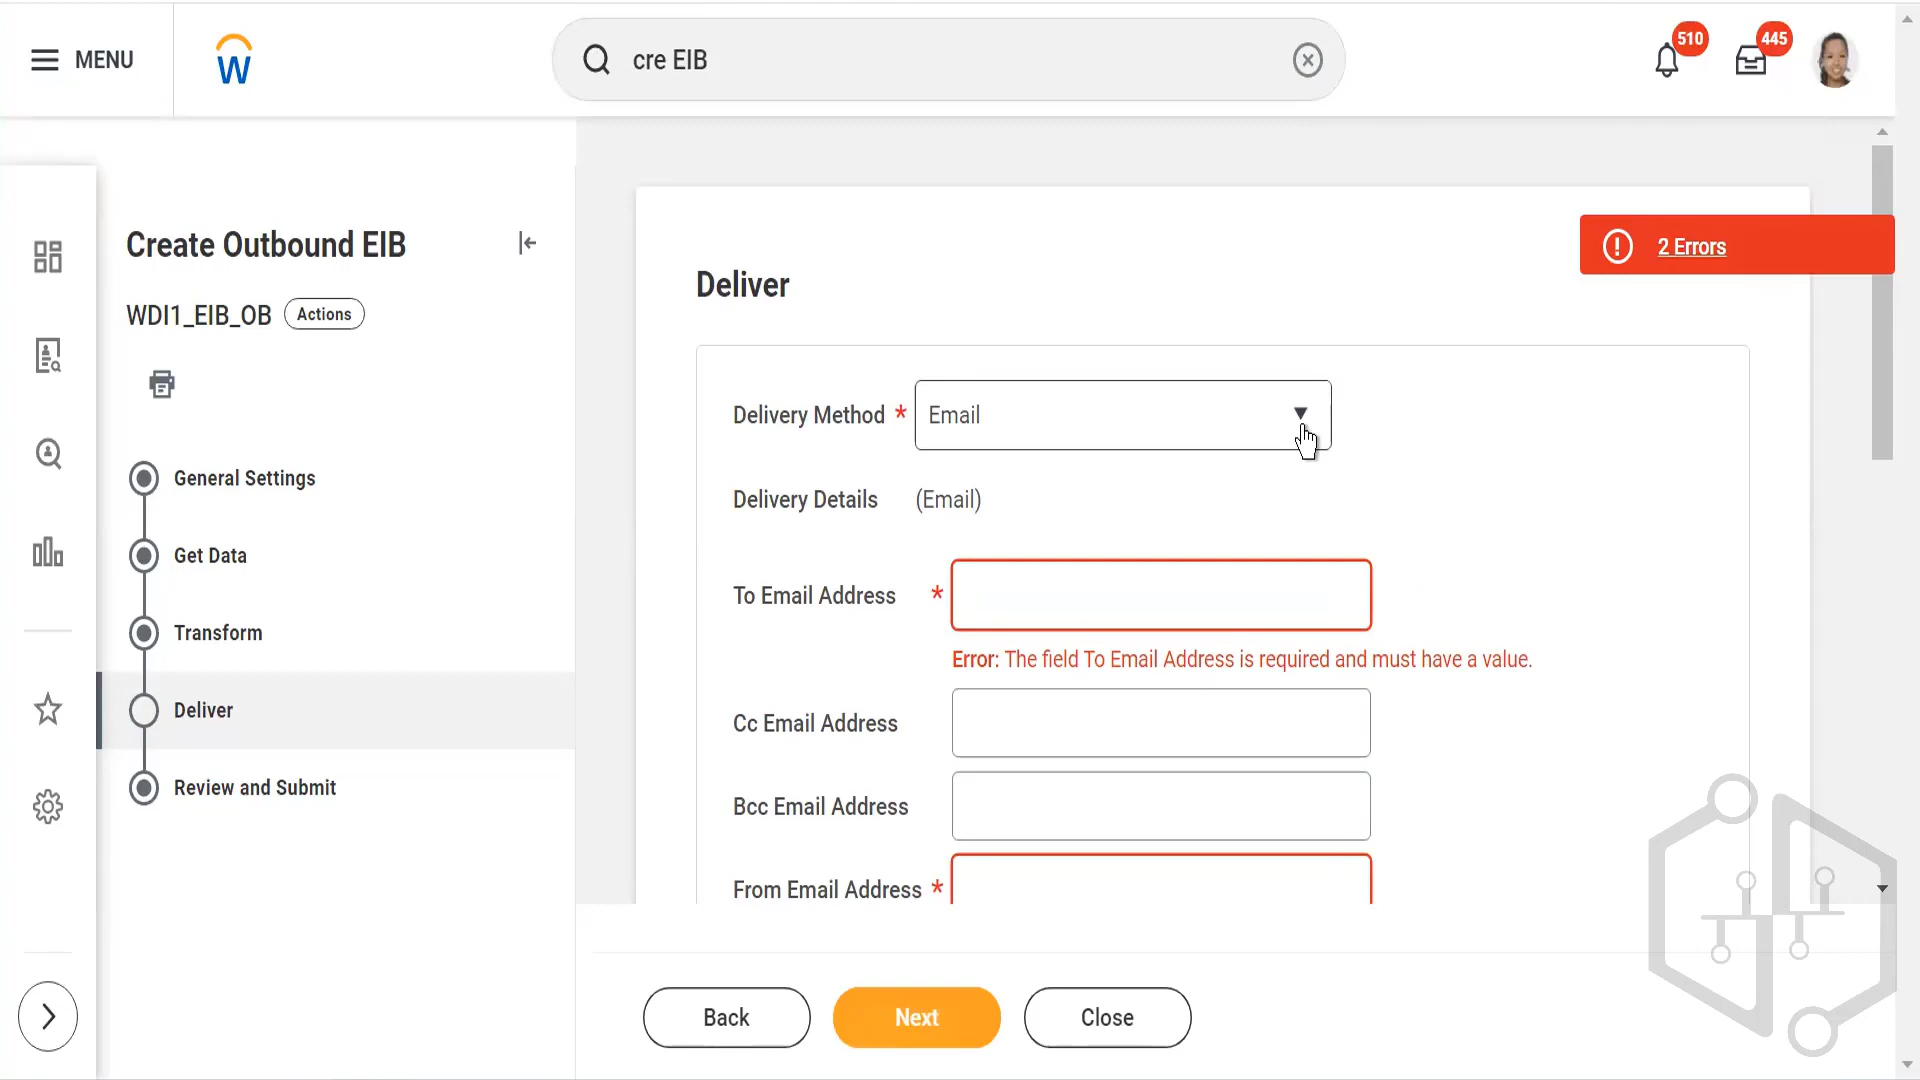 MENU
W
cre EIB
510
445
Create Outbound EIB
WDI1_EIB_OB
Actions
General Settings
Get Data
Transform
Deliver
Review and Submit
2 Errors
Deliver
Delivery Method *
Email
Delivery Details
(Email)
To Email Address *
Error: The field To Email Address is required and must have a value.
Cc Email Address
Bcc Email Address
From Email Address *
Back
Next
Close